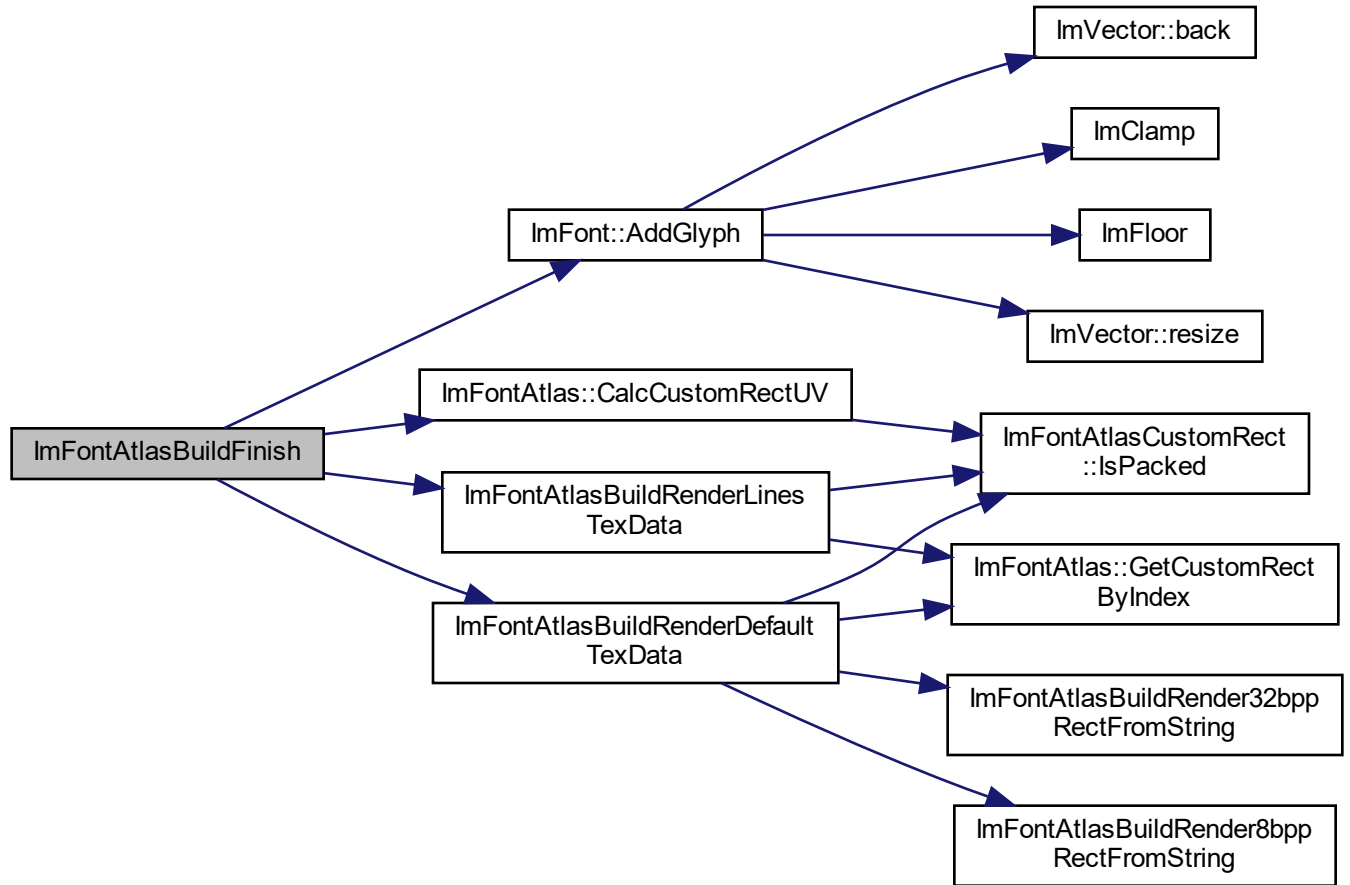 ImVector::back
ImClamp
ImFont::AddGlyph
ImFloor
ImVector::resize
ImFontAtlas::CalcCustomRectUV
ImFontAtlasCustomRect
::IsPacked
ImFontAtlasBuildFinish
ImFontAtlasBuildRenderLines
TexData
ImFontAtlas::GetCustomRect
ByIndex
ImFontAtlasBuildRenderDefault
TexData
ImFontAtlasBuildRender32bpp
RectFromString
ImFontAtlasBuildRender8bpp
RectFromString